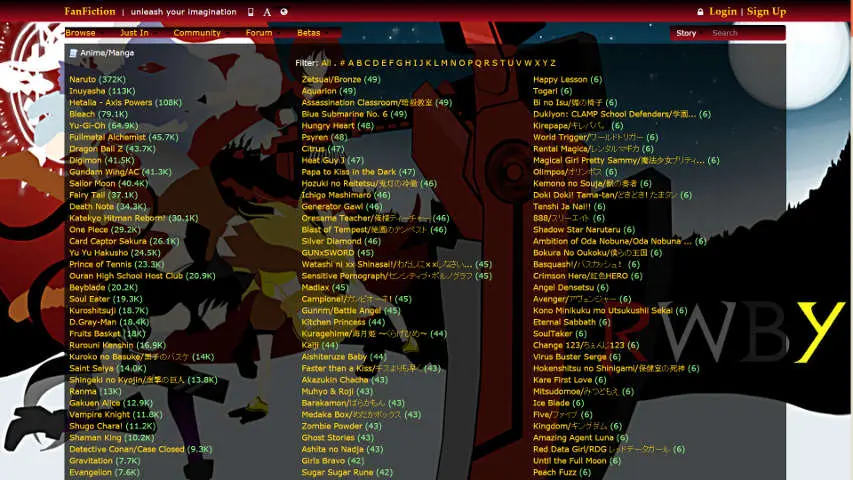 FanFiction | unleash your imagination A
Login | Sign Up
Browse Just In Community Forum Betas
Story Search
Anime/Manga
Filter: All . # A B C D E F G H I J K L M N O P Q R S T U V W X Y Z
Naruto (372K)
Inuyasha (113K)
Hetalia - Axis Powers (108K)
Bleach (79.1K)
Yu-Gi-Oh (64.9K)
Fullmetal Alchemist (45.7K)
Dragon Ball Z (43.7K)
Digimon (41.5K)
Gundam Wing/AC (41.3K)
Sailor Moon (40.4K)
Fairy Tail (37.1K)
Death Note (34.3K)
Katekyo Hitman Reborn! (30.1K)
One Piece (29.2K)
Card Captor Sakura (26.1K)
Yu Yu Hakusho (24.5K)
Prince of Tennis (23.3K)
Ouran High School Host Club (20.9K)
Beyblade (20.2K)
Soul Eater (19.3K)
Kuroshitsuji (18.7K)
D.Gray-Man (18.4K)
Fruits Basket (18K)
Rurouni Kenshin (16.9K)
Kuroko no Basuke/黒子のバスケ (14K)
Saint Seiya (14.0K)
Shingeki no Kyojin/進撃の巨人 (13.8K)
Ranma (13K)
Gakuen Alice (12.9K)
Vampire Knight (11.8K)
Shugo Chara! (11.2K)
Shaman King (10.2K)
Detective Conan/Case Closed (9.3K)
Gravitation (7.7K)
Evangelion (7.6K)
Zetsuai/Bronze (49)
Aquarion (49)
Assassination Classroom/暗殺教室 (49)
Blue Submarine No. 6 (49)
Hungry Heart (48)
Psyren (48)
Citrus (47)
Heat Guy J (47)
Papa to Kiss in the Dark (47)
Hozuki no Reitetsu/鬼灯の冷徹 (46)
Ichigo Mashimaro (46)
Generator Gawl (46)
Oresama Teacher/俺様ティーチャー (46)
Blast of Tempest/絶園のテンペスト (46)
Silver Diamond (46)
GUNxSWORD (45)
Watashi ni xx Shinasai!/わたしに××しなさい... (45)
Sensitive Pornograph/センシティブ・ポルノグラフ (45)
Madlax (45)
Campione!/カンピオーネ! (45)
Gunnm/Battle Angel (45)
Kitchen Princess (44)
Kuragehime/海月姫 ~くらげひめ~ (44)
Kaiji (44)
Aishiteruze Baby (44)
Faster than a Kiss/キスよりも早く (44)
Akazukin Chacha (43)
Muhyo & Roji (43)
Barakamon/ばらかもん (43)
Medaka Box/めだかボックス (43)
Zombie Powder (43)
Ghost Stories (43)
Ashita no Nadja (43)
Girls Bravo (42)
Sugar Sugar Rune (42)
Happy Lesson (6)
Togari (6)
Bi no Isu/媚の椅子 (6)
Duklyon: CLAMP School Defenders/学園... (6)
Kirepapa/キレパパ。 (6)
World Trigger/ワールドトリガー (6)
Rental Magica/レンタルマギカ (6)
Magical Girl Pretty Sammy/魔法少女プリティ... (6)
Olimpos/オリンポス (6)
Kemono no Souja/獣の奏者 (6)
Doki Doki! Tama-tan/どきどき! たまタン (6)
Tenshi Ja Nai!! (6)
888/スリーエイト (6)
Shadow Star Narutaru (6)
Ambition of Oda Nobuna/Oda Nobuna ... (6)
Bokura No Oukoku/僕らの王国 (6)
Basquash!/バスカッシュ! (6)
Crimson Hero/紅色HERO (6)
Angel Densetsu (6)
Avenger/アヴェンジャー (6)
Kono Minikuku mo Utsukushii Sekai (6)
Eternal Sabbath (6)
SoulTaker (6)
Change 123/ちぇんじ123 (6)
Virus Buster Serge (6)
Hokenshitsu no Shinigami/保健室の死神 (6)
Kare First Love (6)
Mitsudomoe/みつどもえ (6)
Ice Blade (6)
Five/ファイブ (6)
Kingdom/キングダム (6)
Amazing Agent Luna (6)
Red Data Girl/RDG レッドデータガール (6)
Until the Full Moon (6)
Peach Fuzz (6)
RWBY